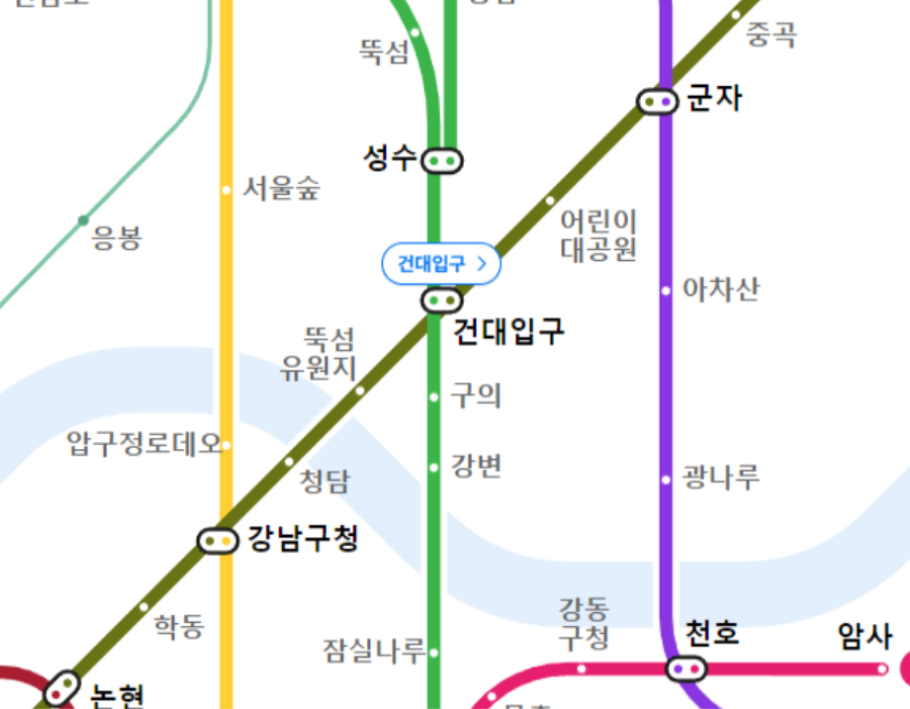 뚝섬
중곡
군자
성수
서울숲
어린이
대공원
응봉
건대입구
아차산
건대입구
뚝섬
유원지
구의
압구정로데오
강변
청담
광나루
강남구청
학동
강동
구청
잠실나루
천호
암사
논현